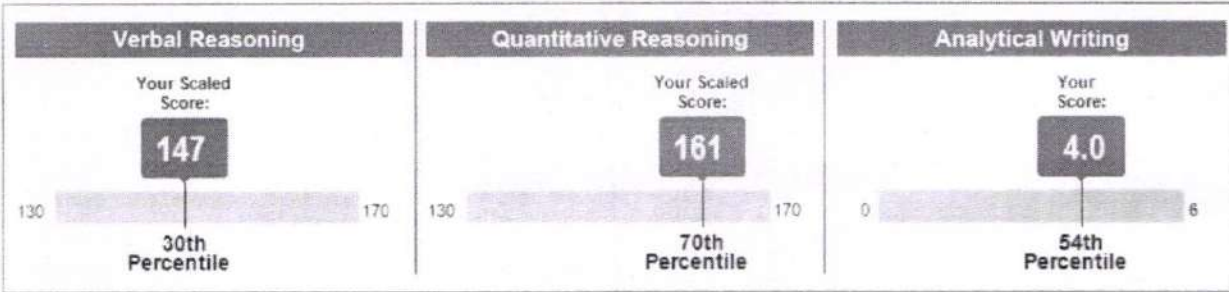 Verbal Reasoning
Your Scaled
Score:
147
130
170
30th
Percentile
Quantitative Reasoning
Your Scaled
Score:
161
130
170
70th
Percentile
Analytical Writing
Your
Score:
4.0
0
6
54th
Percentile